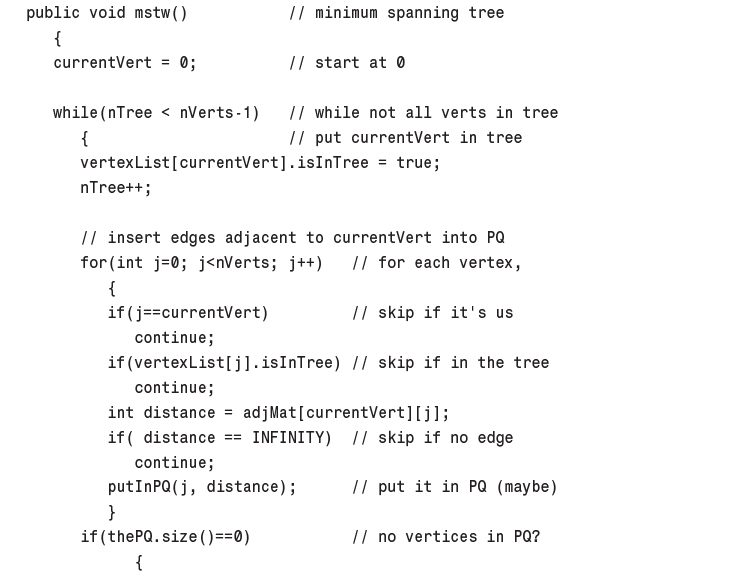 public void mstw()           // minimum spanning tree
   {
   currentVert = 0;          // start at 0

   while(nTree < nVerts-1)   // while not all verts in tree
      {                      // put currentVert in tree
      vertexList[currentVert].isInTree = true;
      nTree++;

      // insert edges adjacent to currentVert into PQ
      for(int j=0; j<nVerts; j++)   // for each vertex,
         {
         if(j==currentVert)         // skip if it's us
            continue;
         if(vertexList[j].isInTree) // skip if in the tree
            continue;
         int distance = adjMat[currentVert][j];
         if( distance == INFINITY)  // skip if no edge
            continue;
         putInPQ(j, distance);      // put it in PQ (maybe)
         }
      if(thePQ.size()==0)           // no vertices in PQ?
            {